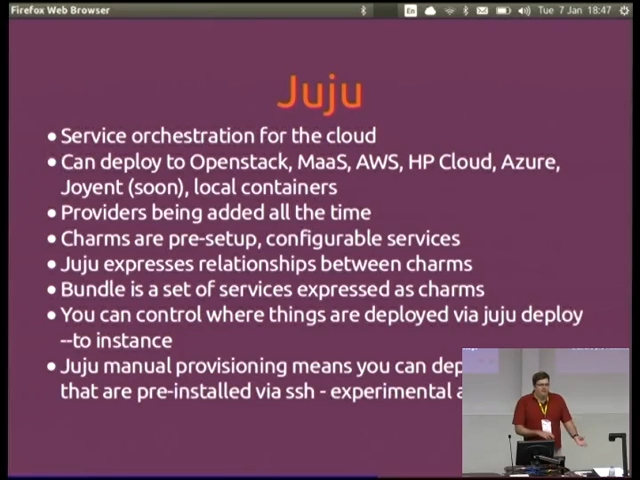 Firefox Web Browser
En
Tue 7 Jan 18:47
Juju
• Service orchestration for the cloud
• Can deploy to Openstack, MaaS, AWS, HP Cloud, Azure,
Joyent (soon), local containers
• Providers being added all the time
• Charms are pre-setup, configurable services
• Juju expresses relationships between charms
• Bundle is a set of services expressed as charms
• You can control where things are deployed via juju deploy
--to instance
• Juju manual provisioning means you can
that are pre-installed via ssh - experimental